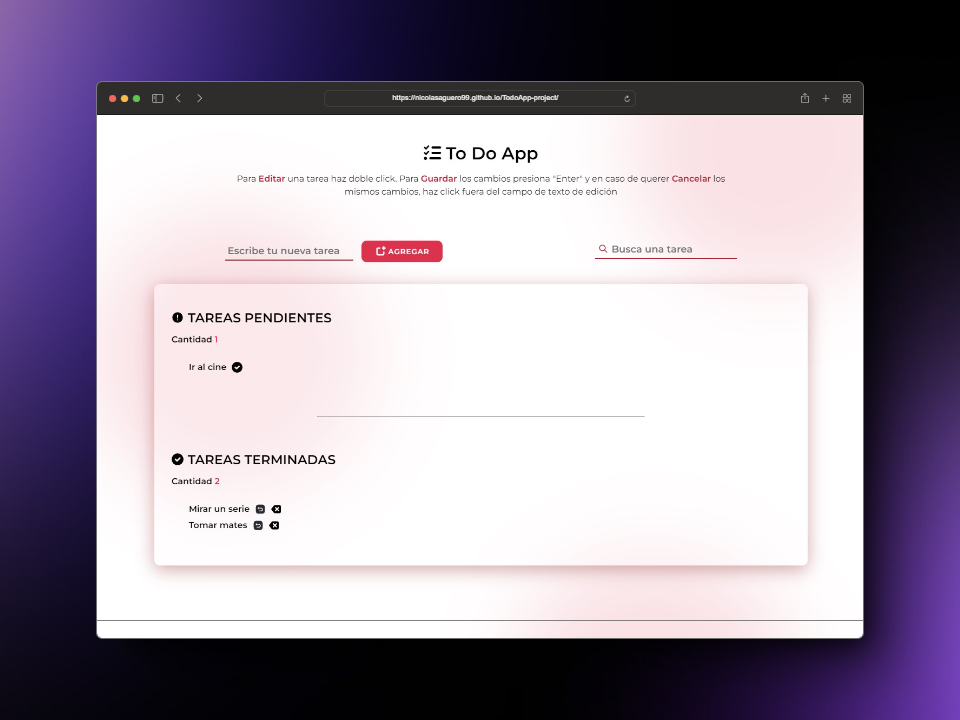 https://nicolasaguero99.github.io/TodoApp-project/
To Do App
Para Editar una tarea haz doble click. Para Guardar los cambios presiona "Enter" y en caso de querer Cancelar los
mismos cambios, haz click fuera del campo de texto de edición
Escribe tu nueva tarea
AGREGAR
Busca una tarea
TAREAS PENDIENTES
Cantidad 1
Ir al cine
TAREAS TERMINADAS
Cantidad 2
Mirar un serie
Tomar mates